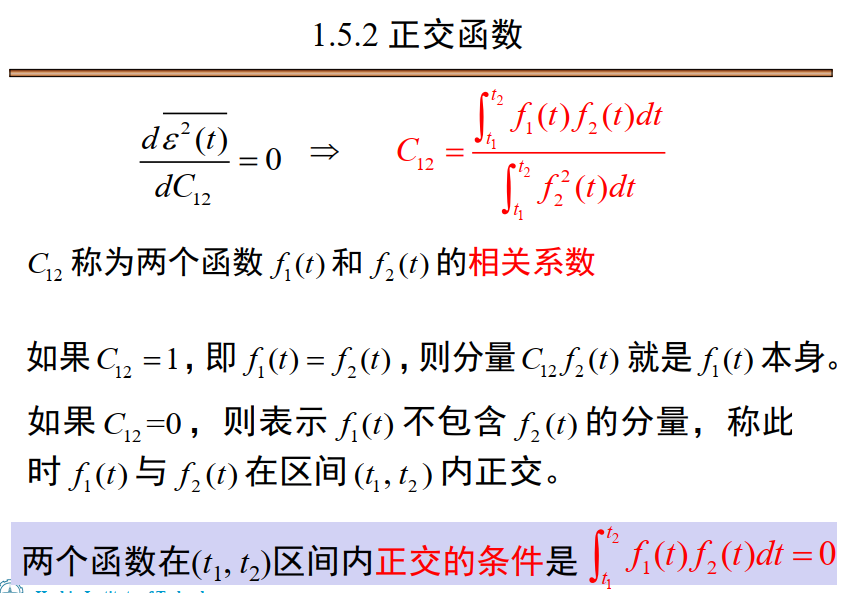 1.5.2 正交函数
$\frac{d\overline{\varepsilon^2(t)}}{dC_{12}} = 0 \Rightarrow C_{12} = \frac{\int_{t_1}^{t_2} f_1(t)f_2(t)dt}{\int_{t_1}^{t_2} f_2^2(t)dt}$
$C_{12}$ 称为两个函数 $f_1(t)$ 和 $f_2(t)$ 的相关系数
如果 $C_{12}=1$，即 $f_1(t)=f_2(t)$，则分量 $C_{12}f_2(t)$ 就是 $f_1(t)$ 本身。
如果 $C_{12}=0$，则表示 $f_1(t)$ 不包含 $f_2(t)$ 的分量，称此
时 $f_1(t)$ 与 $f_2(t)$ 在区间 $(t_1,t_2)$ 内正交。
两个函数在$(t_1, t_2)$区间内正交的条件是 $\int_{t_1}^{t_2} f_1(t)f_2(t)dt = 0$